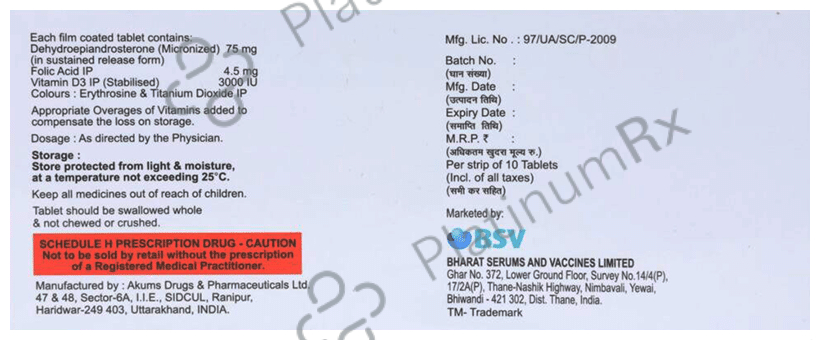 Each film coated tablet contains:
Dehydroepiandrosterone (Micronized) 75 mg
(in sustained release form)
Folic Acid IP 4.5 mg
Vitamin D3 IP (Stabilised) 3000 IU
Colours : Erythrosine & Titanium Dioxide IP
Appropriate Overages of Vitamins added to
compensate the loss on storage.
Dosage : As directed by the Physician.
Storage :
Store protected from light & moisture,
at a temperature not exceeding 25°C.
Keep all medicines out of reach of children.
Tablet should be swallowed whole
& not chewed or crushed.
SCHEDULE H PRESCRIPTION DRUG - CAUTION
Not to be sold by retail without the prescription
of a Registered Medical Practitioner.
Manufactured by : Akums Drugs & Pharmaceuticals Ltd.
47 & 48, Sector-6A, I.I.E., SIDCUL, Ranipur,
Haridwar-249 403, Uttarakhand, INDIA.
Mfg. Lic. No . : 97/UA/SC/P-2009
Batch No. :
(घान संख्या)
Mfg. Date :
(उत्पादन तिथि)
Expiry Date :
(समाप्ति तिथि)
M.R.P. ₹ :
(अधिकतम खुदरा मूल्य रु.)
Per strip of 10 Tablets
(Incl. of all taxes)
(सभी कर सहित)
Marketed by:
BSV
BHARAT SERUMS AND VACCINES LIMITED
Ghar No. 372, Lower Ground Floor, Survey No.14/4(P),
17/2A(P), Thane-Nashik Highway, Nimbavali, Yewai,
Bhiwandi - 421 302, Dist. Thane, India.
TM- Trademark
PlatinumRx
Platin